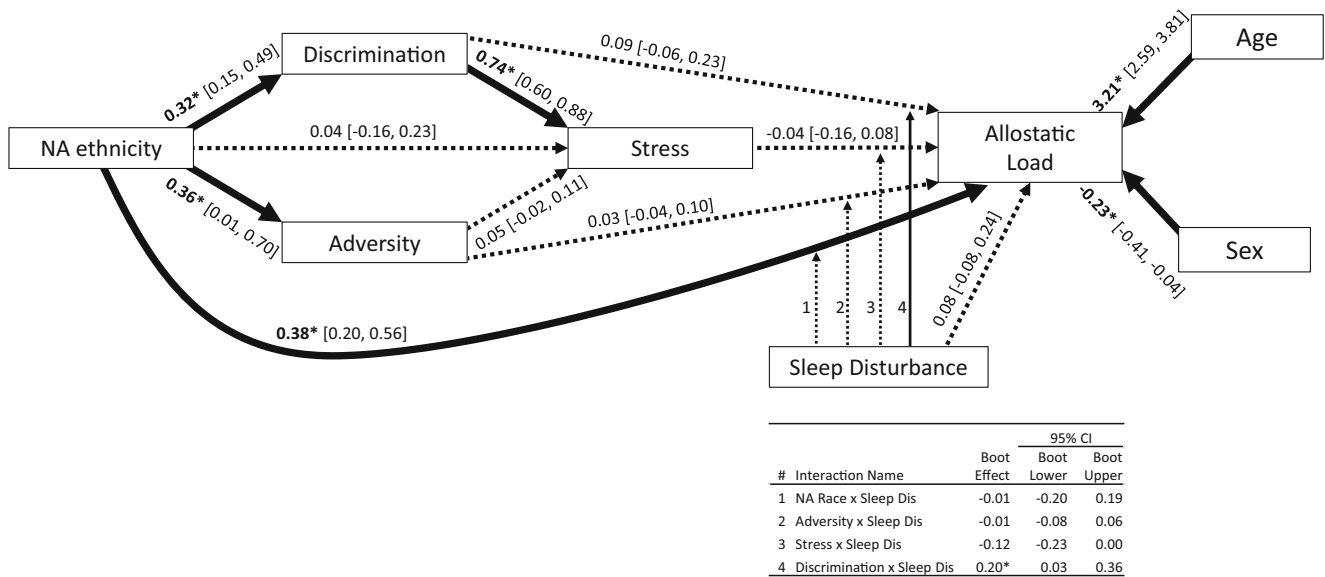 Discrimination
Age
NA ethnicity
Stress
Allostatic
Load
Adversity
Sex
Sleep Disturbance
0.32* [0.15, 0.49]
0.74* [0.60, 0.88]
0.09 [-0.06, 0.23]
3.21* [2.59, 3.81]
0.04 [-0.16, 0.23]
-0.04 [-0.16, 0.08]
0.36* [0.01, 0.70]
0.05 [-0.02, 0.11]
0.03 [-0.04, 0.10]
-0.23* [-0.41, -0.04]
0.08 [-0.08, 0.24]
0.38* [0.20, 0.56]
1 2 3 4
95% CI
Boot Boot Boot
# Interaction Name Effect Lower Upper
1 NA Race x Sleep Dis -0.01 -0.20 0.19
2 Adversity x Sleep Dis -0.01 -0.08 0.06
3 Stress x Sleep Dis -0.12 -0.23 0.00
4 Discrimination x Sleep Dis 0.20* 0.03 0.36